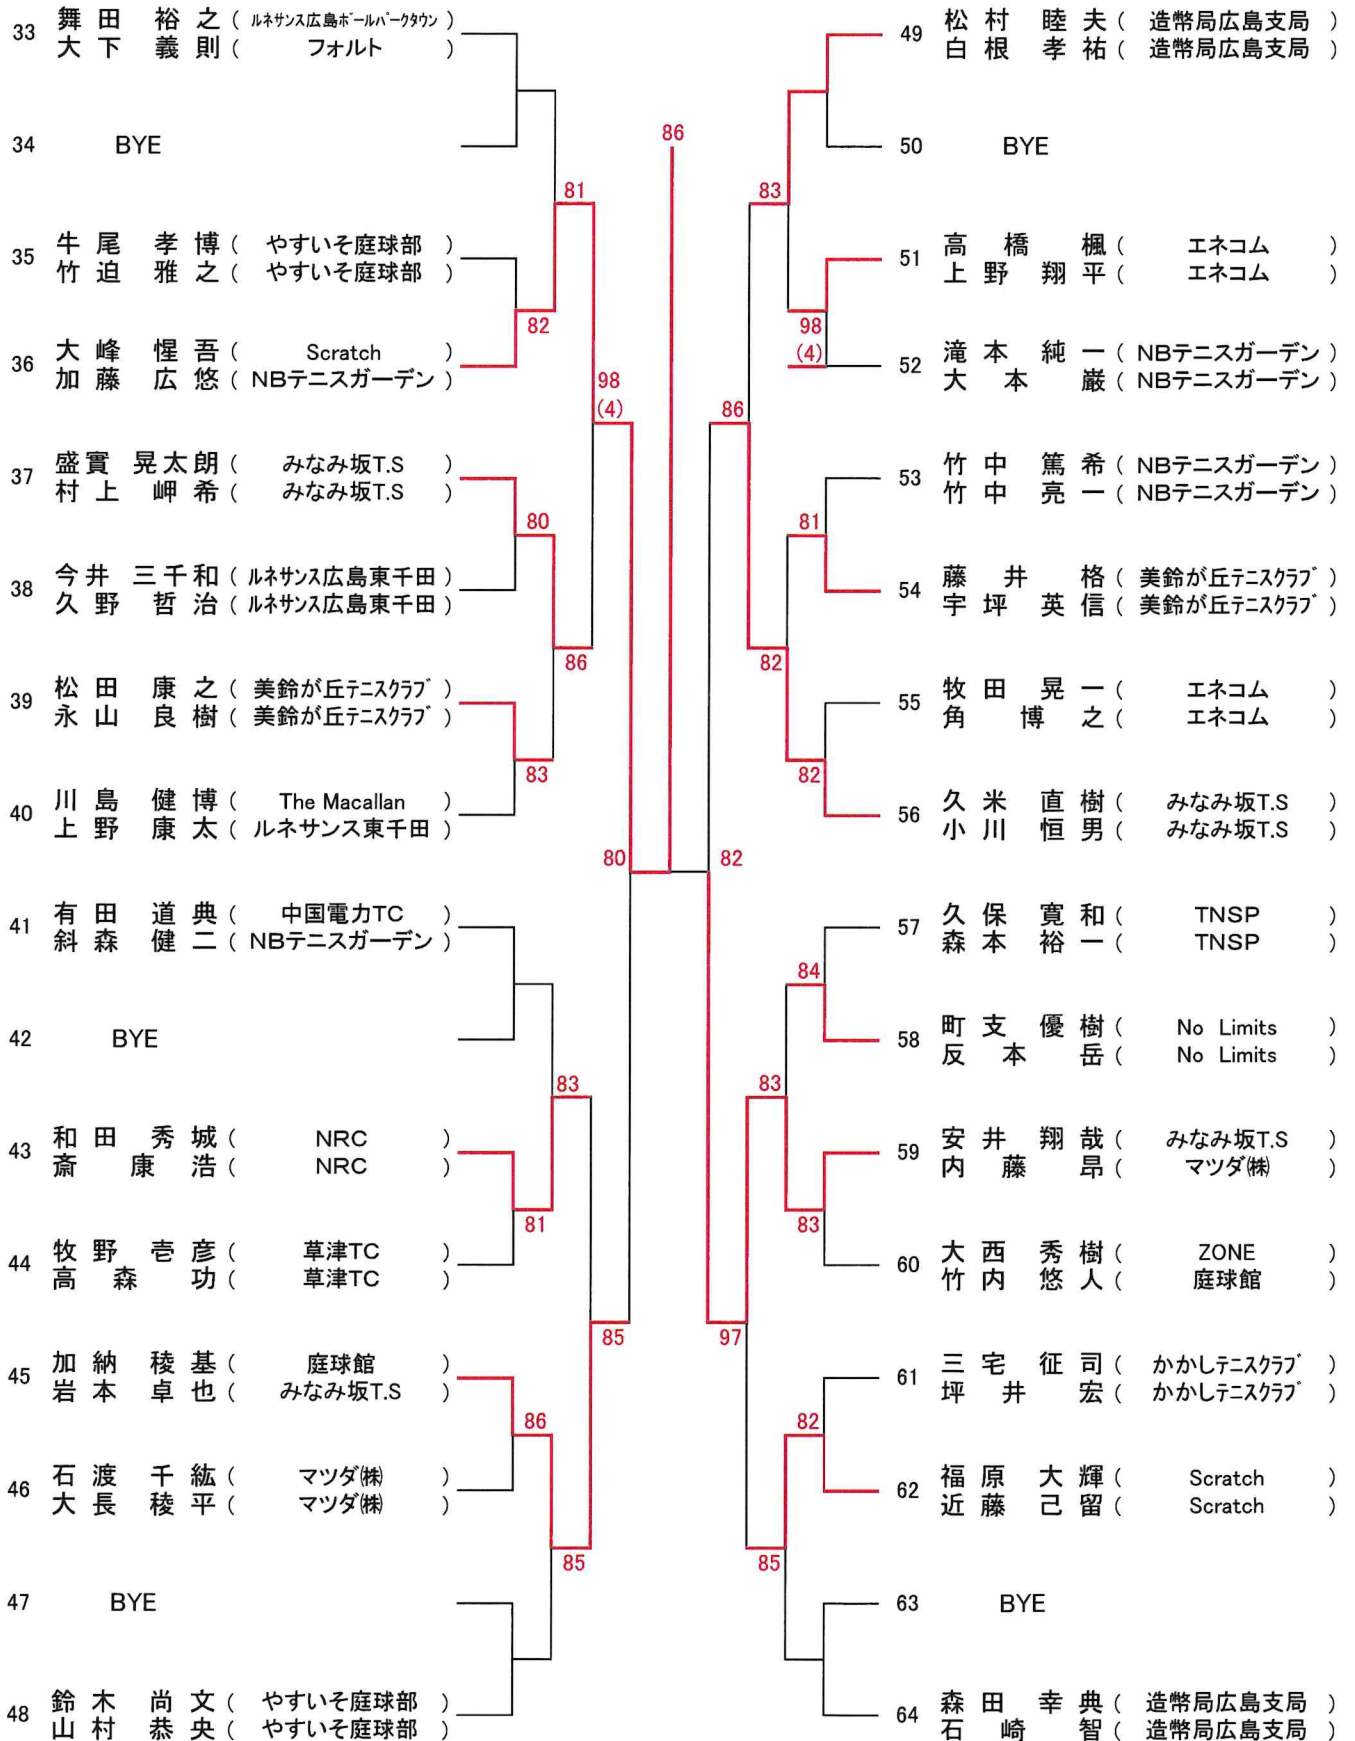 33 舞田 裕之 ( ルネサンス広島ボールパークタウン )
大下 義則 ( フォルト )
34 BYE
35 牛尾 孝博 ( やすいそ庭球部 )
竹迫 雅之 ( やすいそ庭球部 )
36 大峰 惺吾 ( Scratch )
加藤 広悠 ( NBテニスガーデン )
37 盛實 晃太朗 ( みなみ坂T.S )
村上 岬希 ( みなみ坂T.S )
38 今井 三千和 ( ルネサンス広島東千田 )
久野 哲治 ( ルネサンス広島東千田 )
39 松田 康之 ( 美鈴が丘テニスクラブ )
永山 良樹 ( 美鈴が丘テニスクラブ )
40 川島 健博 ( The Macallan )
上野 康太 ( ルネサンス東千田 )
41 有田 道典 ( 中国電力TC )
斜森 健二 ( NBテニスガーデン )
42 BYE
43 和田 秀城 ( NRC )
斎 康浩 ( NRC )
44 牧野 壱彦 ( 草津TC )
高森 功 ( 草津TC )
45 加納 稜基 ( 庭球館 )
岩本 卓也 ( みなみ坂T.S )
46 石渡 千紘 ( マツダ㈱ )
大長 稜平 ( マツダ㈱ )
47 BYE
48 鈴木 尚文 ( やすいそ庭球部 )
山村 恭央 ( やすいそ庭球部 )
82
80
83
81
86
81
86
83
85
98
(4)
85
80
86
82
86
97
83
82
83
85
98
(4)
81
82
84
83
82
49 松村 睦夫 ( 造幣局広島支局 )
白根 孝祐 ( 造幣局広島支局 )
50 BYE
51 高橋 楓 ( エネコム )
上野 翔平 ( エネコム )
52 滝本 純一 ( NBテニスガーデン )
大本 巌 ( NBテニスガーデン )
53 竹中 篤希 ( NBテニスガーデン )
竹中 亮一 ( NBテニスガーデン )
54 藤井 格 ( 美鈴が丘テニスクラブ )
宇坪 英信 ( 美鈴が丘テニスクラブ )
55 牧田 晃一 ( エネコム )
角 博之 ( エネコム )
56 久米 直樹 ( みなみ坂T.S )
小川 恒男 ( みなみ坂T.S )
57 久保 寛和 ( TNSP )
森本 裕一 ( TNSP )
58 町支 優樹 ( No Limits )
反本 岳 ( No Limits )
59 安井 翔哉 ( みなみ坂T.S )
内藤 昂 ( マツダ㈱ )
60 大西 秀樹 ( ZONE )
竹内 悠人 ( 庭球館 )
61 三宅 征司 ( かかしテニスクラブ )
坪井 宏 ( かかしテニスクラブ )
62 福原 大輝 ( Scratch )
近藤 己留 ( Scratch )
63 BYE
64 森田 幸典 ( 造幣局広島支局 )
石崎 智 ( 造幣局広島支局 )